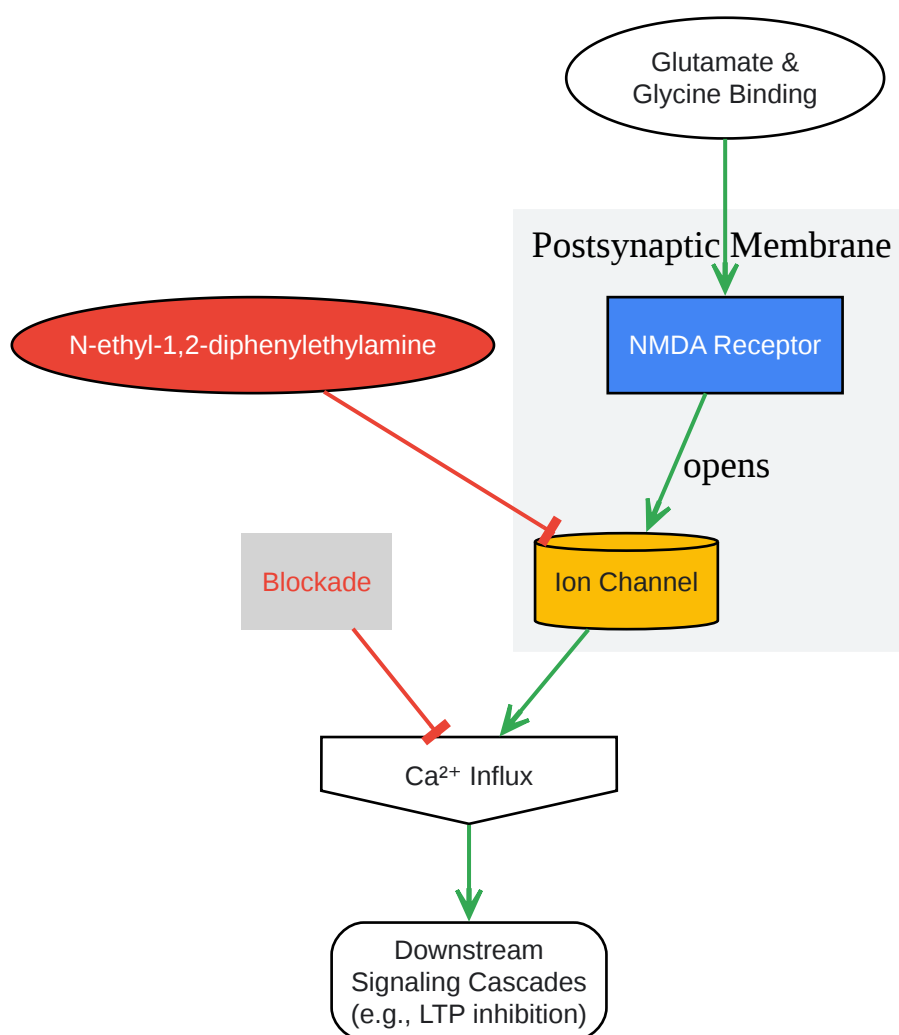 Glutamate &
Glycine Binding
Postsynaptic Membrane
N-ethyl-1,2-diphenylethylamine
NMDA Receptor
opens
Blockade
Ion Channel
Ca²⁺ Influx
Downstream
Signaling Cascades
(e.g., LTP inhibition)